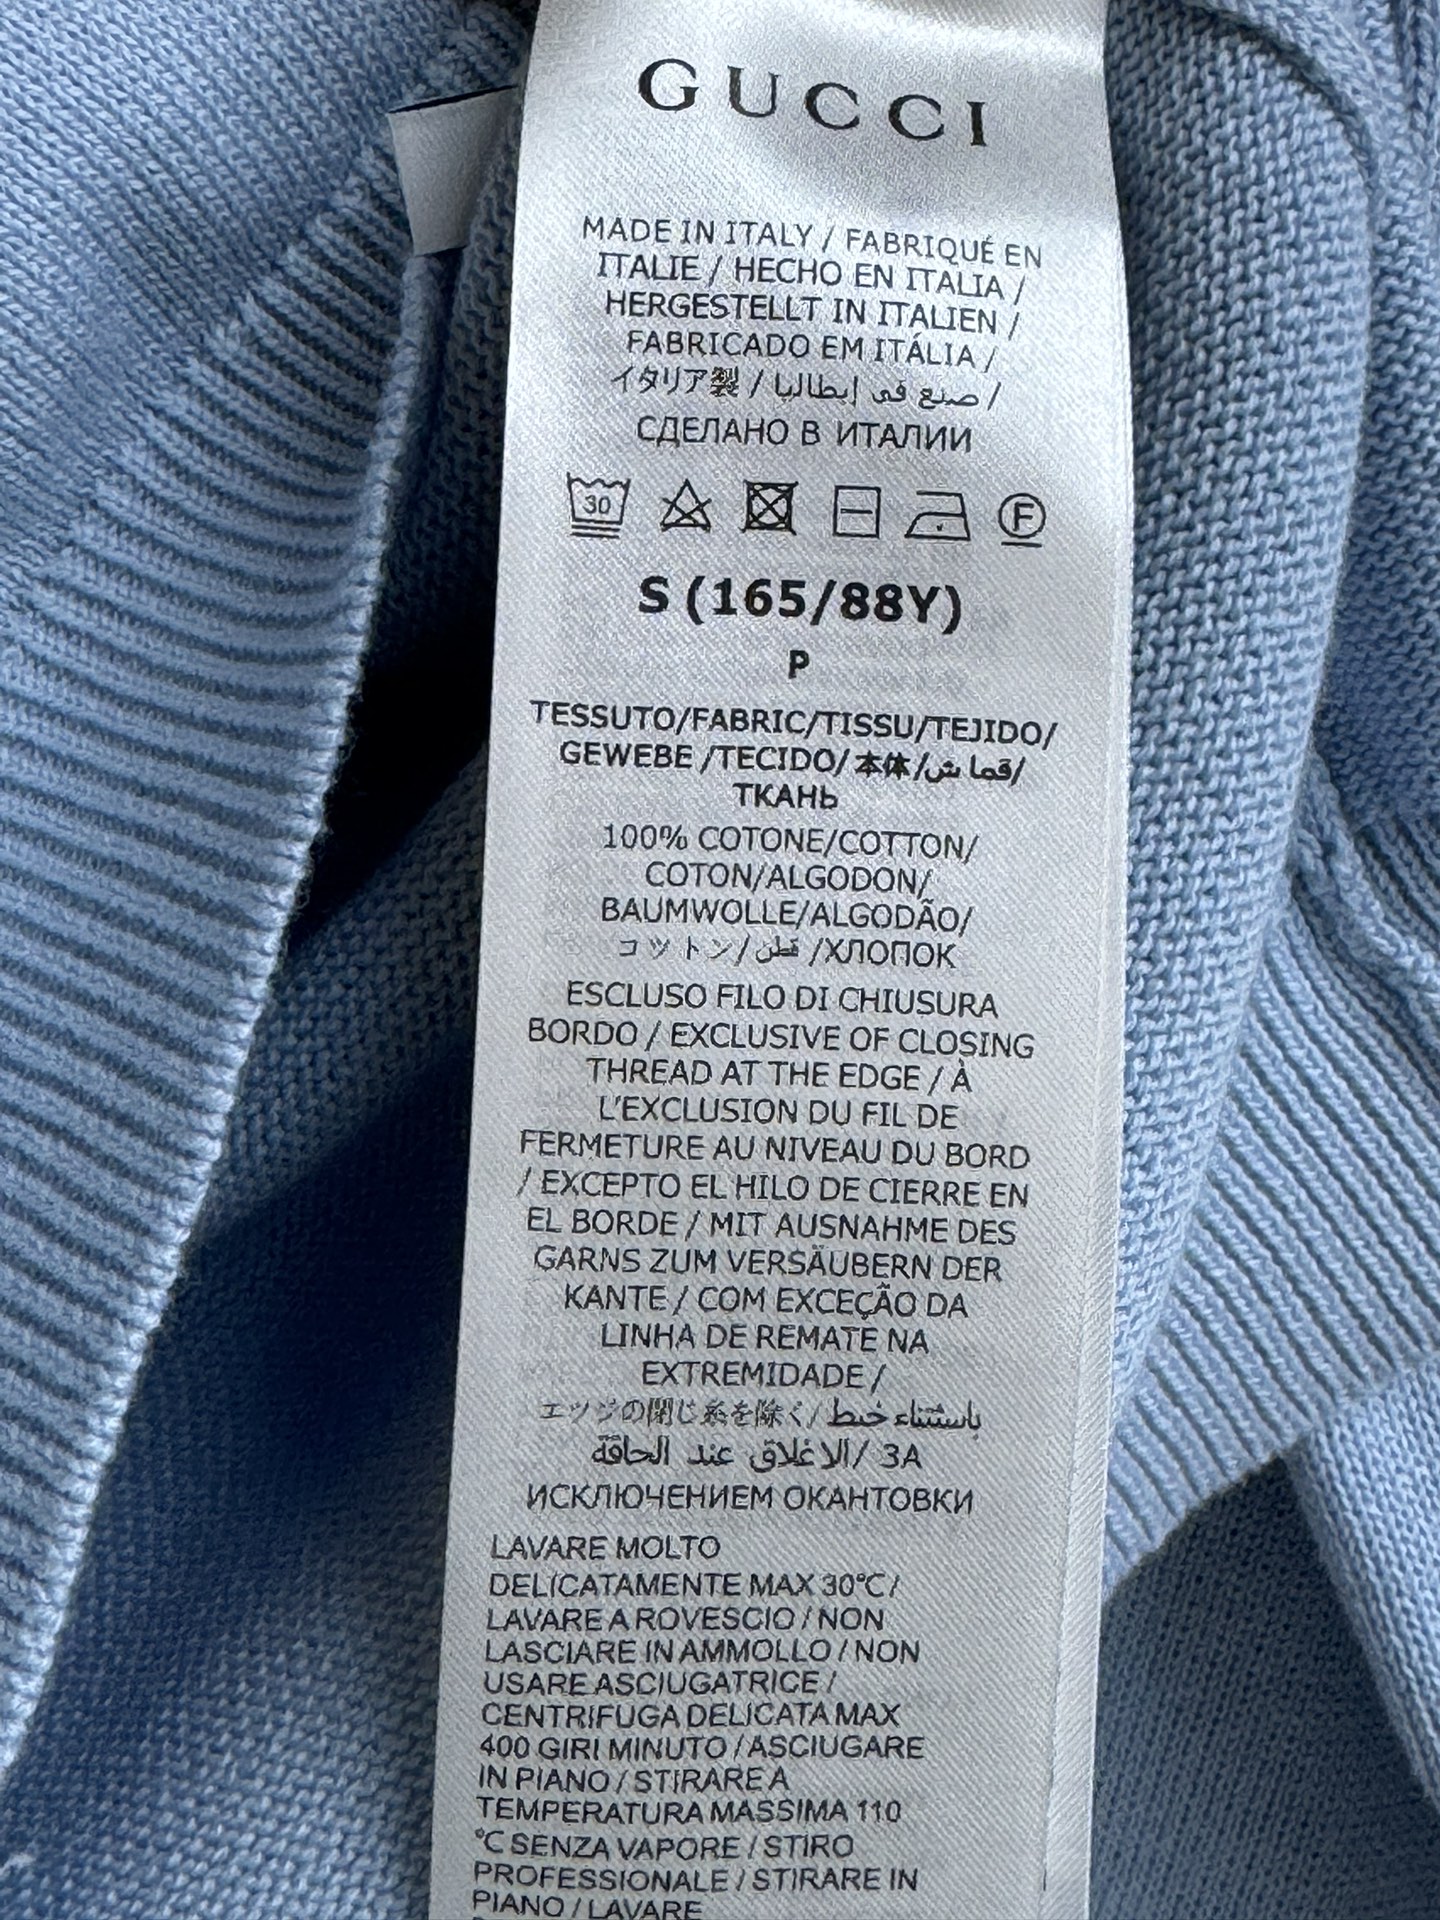 GUCCI
MADE IN ITALY / FABRIQUÉ EN
ITALIE / HECHO EN ITALIA /
HERGESTELLT IN ITALIEN /
FABRICADO EM ITÁLIA /
イタリア製 / صنع في إيطاليا /
СДЕЛАНО В ИТАЛИИ
30 F
S (165/88Y)
P
TESSUTO/FABRIC/TISSU/TEJIDO/
GEWEBE /TECIDO/ 本体/قما ش/
ТКАНЬ
100% COTONE/COTTON/
COTON/ALGODON/
BAUMWOLLE/ALGODÃO/
コットン/ قطن /ХЛОПОК
ESCLUSO FILO DI CHIUSURA
BORDO / EXCLUSIVE OF CLOSING
THREAD AT THE EDGE / À
L'EXCLUSION DU FIL DE
FERMETURE AU NIVEAU DU BORD
/ EXCEPTO EL HILO DE CIERRE EN
EL BORDE / MIT AUSNAHME DES
GARNS ZUM VERSÄUBERN DER
KANTE / COM EXCEÇÃO DA
LINHA DE REMATE NA
EXTREMIDADE /
エッジの閉じ糸を除く/ باستثناء خيط
الإغلاق عند الحافة/ ЗА
ИСКЛЮЧЕНИЕМ ОКАНТОВКИ
LAVARE MOLTO
DELICATAMENTE MAX 30°C /
LAVARE A ROVESCIO / NON
LASCIARE IN AMMOLLO / NON
USARE ASCIUGATRICE /
CENTRIFUGA DELICATA MAX
400 GIRI MINUTO / ASCIUGARE
IN PIANO / STIRARE A
TEMPERATURA MASSIMA 110
°C SENZA VAPORE / STIRO
PROFESSIONALE / STIRARE IN
PIANO / LAVARE